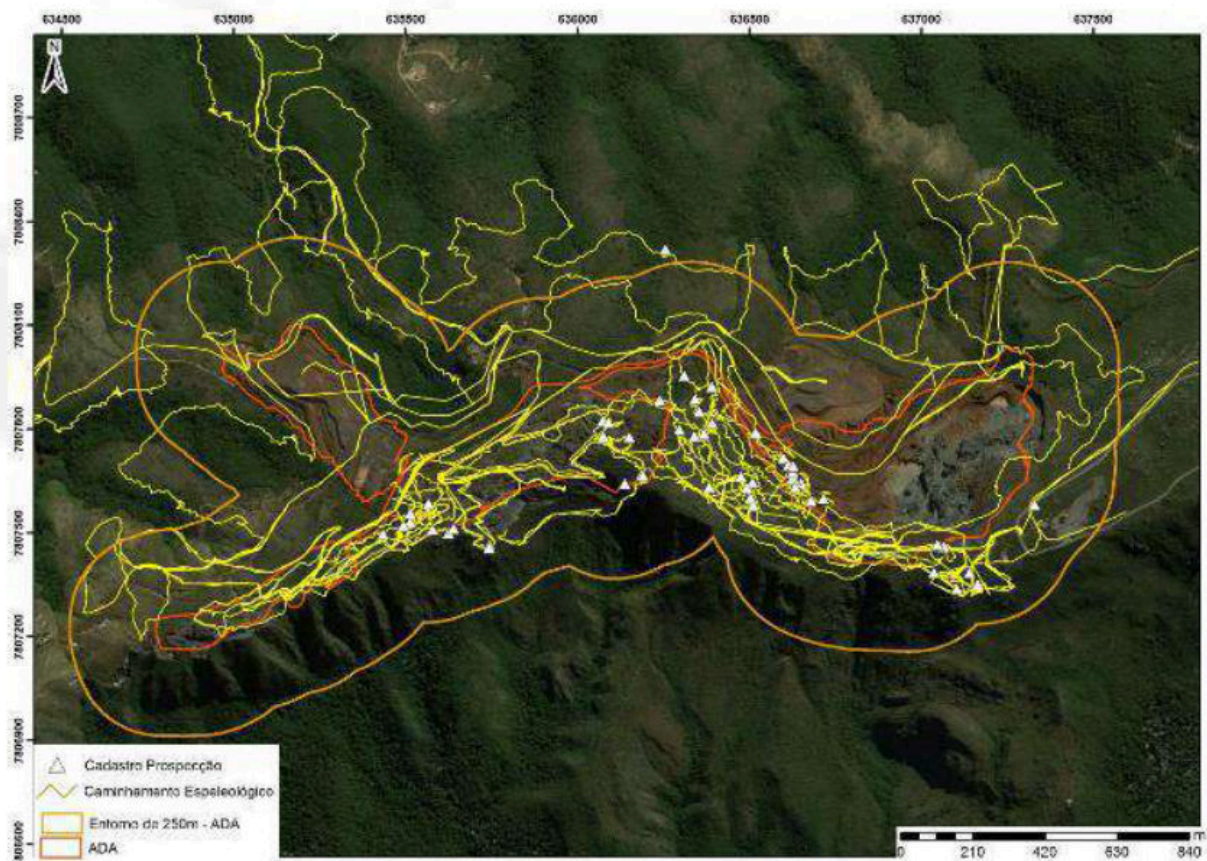 634500 635000 635500 636000 636500 637000 637500
N
7808700
7808400
7808100
7807800
7807500
7807200
7806900
Cadastro Prospecção
Caminhamento Espeleológico
Entorno de 250m - ADA
ADA
m
0 210 420 630 840